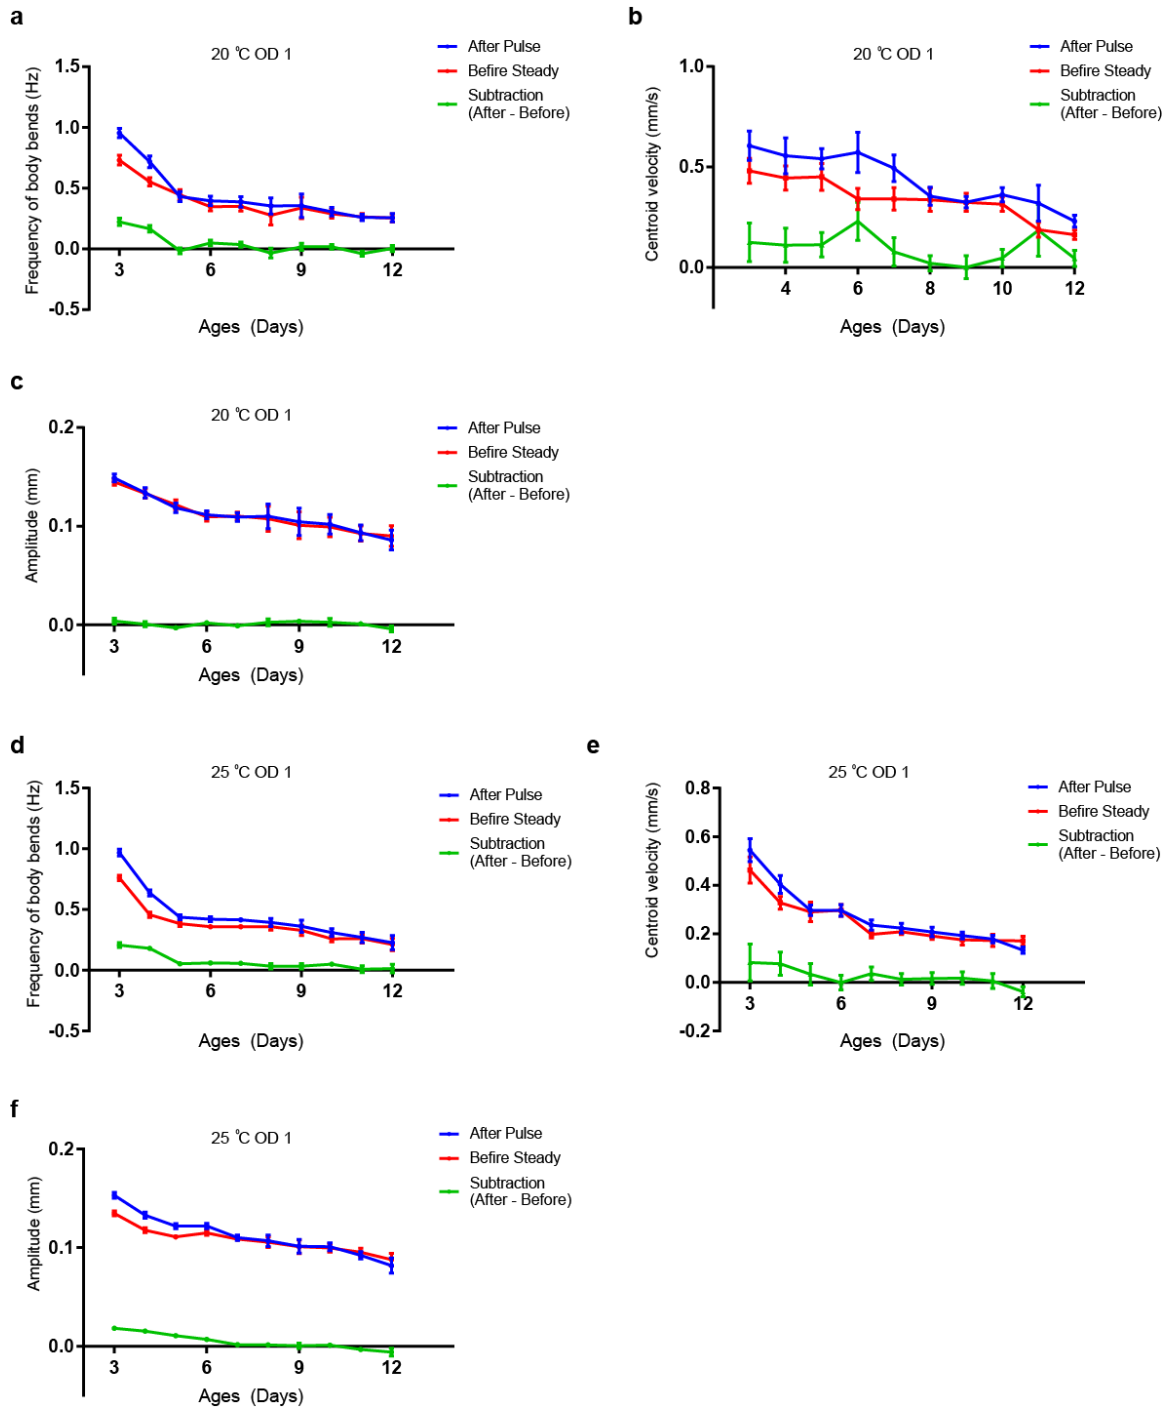 a
20 °C OD 1
After Pulse
Befire Steady
Subtraction
(After - Before)
Frequency of body bends (Hz)
1.5
1.0
0.5
0.0
-0.5
3
6
9
12
Ages (Days)
b
20 °C OD 1
After Pulse
Befire Steady
Subtraction
(After - Before)
Centroid velocity (mm/s)
1.0
0.5
0.0
4
6
8
10
12
Ages (Days)
c
20 °C OD 1
After Pulse
Befire Steady
Subtraction
(After - Before)
Amplitude (mm)
0.2
0.1
0.0
3
6
9
12
Ages (Days)
d
25 °C OD 1
After Pulse
Befire Steady
Subtraction
(After - Before)
Frequency of body bends (Hz)
1.5
1.0
0.5
0.0
-0.5
3
6
9
12
Ages (Days)
e
25 °C OD 1
After Pulse
Befire Steady
Subtraction
(After - Before)
Centroid velocity (mm/s)
0.8
0.6
0.4
0.2
0.0
-0.2
3
6
9
12
Ages (Days)
f
25 °C OD 1
After Pulse
Befire Steady
Subtraction
(After - Before)
Amplitude (mm)
0.2
0.1
0.0
3
6
9
12
Ages (Days)